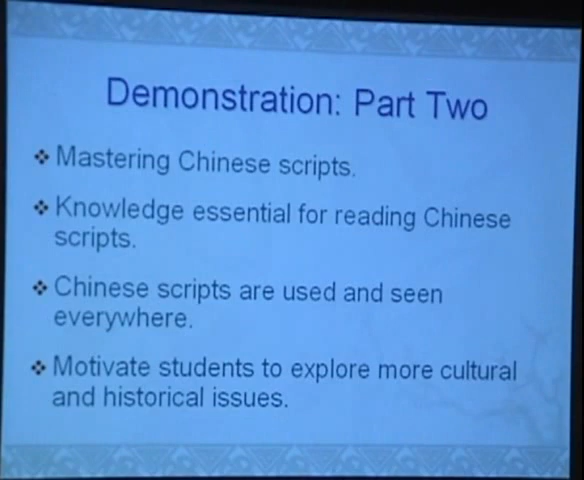 Demonstration: Part Two
❖ Mastering Chinese scripts.
❖ Knowledge essential for reading Chinese
scripts.
❖ Chinese scripts are used and seen
everywhere.
❖ Motivate students to explore more cultural
and historical issues.